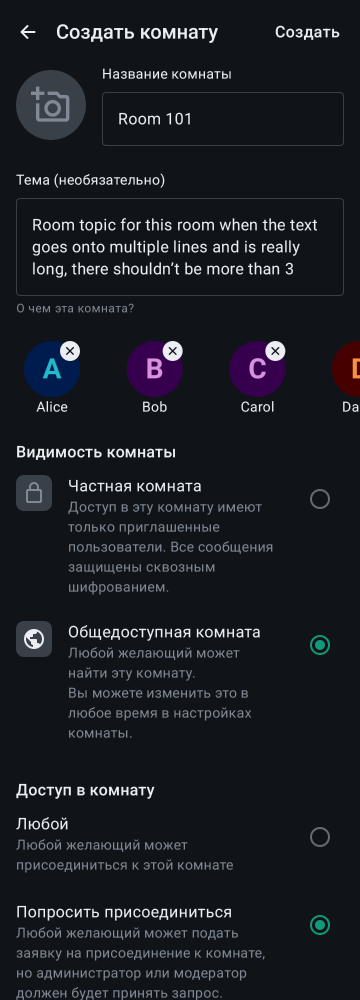 Создать комнату
Создать
Название комнаты
Room 101
Тема (необязательно)
Room topic for this room when the text
goes onto multiple lines and is really
long, there shouldn’t be more than 3
О чем эта комната?
A
B
C
D
Alice
Bob
Carol
Da
Видимость комнаты
Частная комната
Доступ в эту комнату имеют
только приглашенные
пользователи. Все сообщения
защищены сквозным
шифрованием.
Общедоступная комната
Любой желающий может
найти эту комнату.
Вы можете изменить это в
любое время в настройках
комнаты.
Доступ в комнату
Любой
Любой желающий может
присоединиться к этой комнате
Попросить присоединиться
Любой желающий может подать
заявку на присоединение к комнате,
но администратор или модератор
должен будет принять запрос.